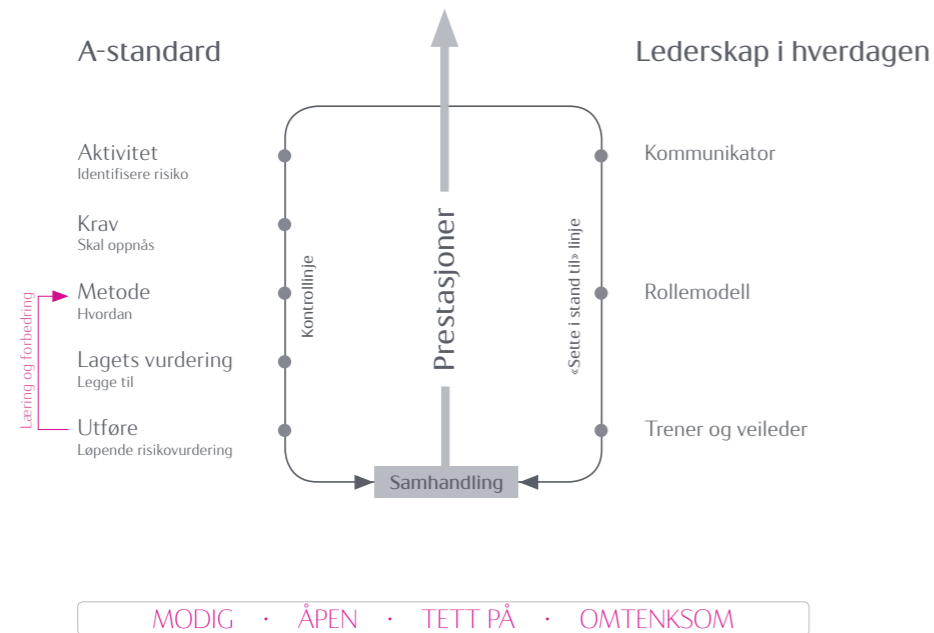 A-standard
Lederskap i hverdagen
Aktivitet
Identifisere risiko
Krav
Skal oppnås
Metode
Hvordan
Lagets vurdering
Legge til
Utføre
Løpende risikovurdering
Læring og forbedring
Kontrollinje
Prestasjoner
«Sette i stand til» linje
Kommunikator
Rollemodell
Trener og veileder
Samhandling
MODIG · ÅPEN · TETT PÅ · OMTENKSOM